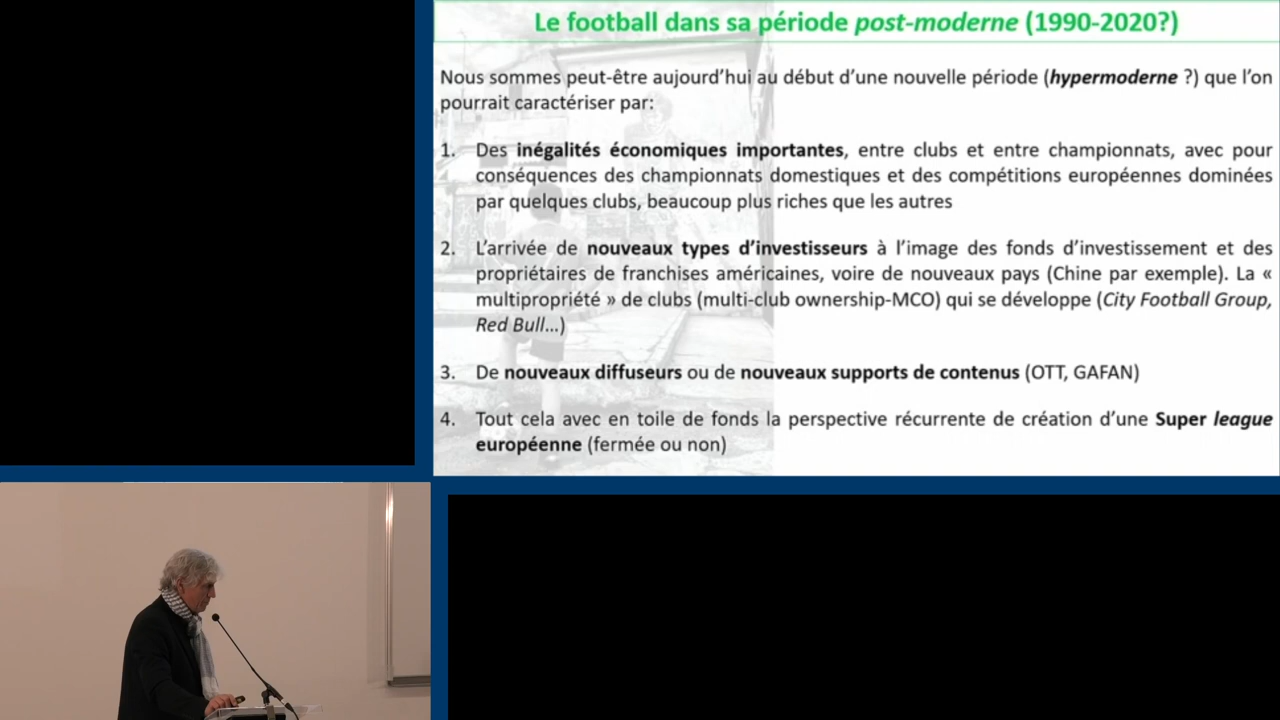 Le football dans sa période post-moderne (1990-2020?)
Nous sommes peut-être aujourd'hui au début d'une nouvelle période (hypermoderne ?) que l'on
pourrait caractériser par:
1. Des inégalités économiques importantes, entre clubs et entre championnats, avec pour
conséquences des championnats domestiques et des compétitions européennes dominées
par quelques clubs, beaucoup plus riches que les autres
2. L'arrivée de nouveaux types d'investisseurs à l'image des fonds d'investissement et des
propriétaires de franchises américaines, voire de nouveaux pays (Chine par exemple). La «
multipropriété » de clubs (multi-club ownership-MCO) qui se développe (City Football Group,
Red Bull...)
3. De nouveaux diffuseurs ou de nouveaux supports de contenus (OTT, GAFAN)
4. Tout cela avec en toile de fonds la perspective récurrente de création d'une Super league
européenne (fermée ou non)